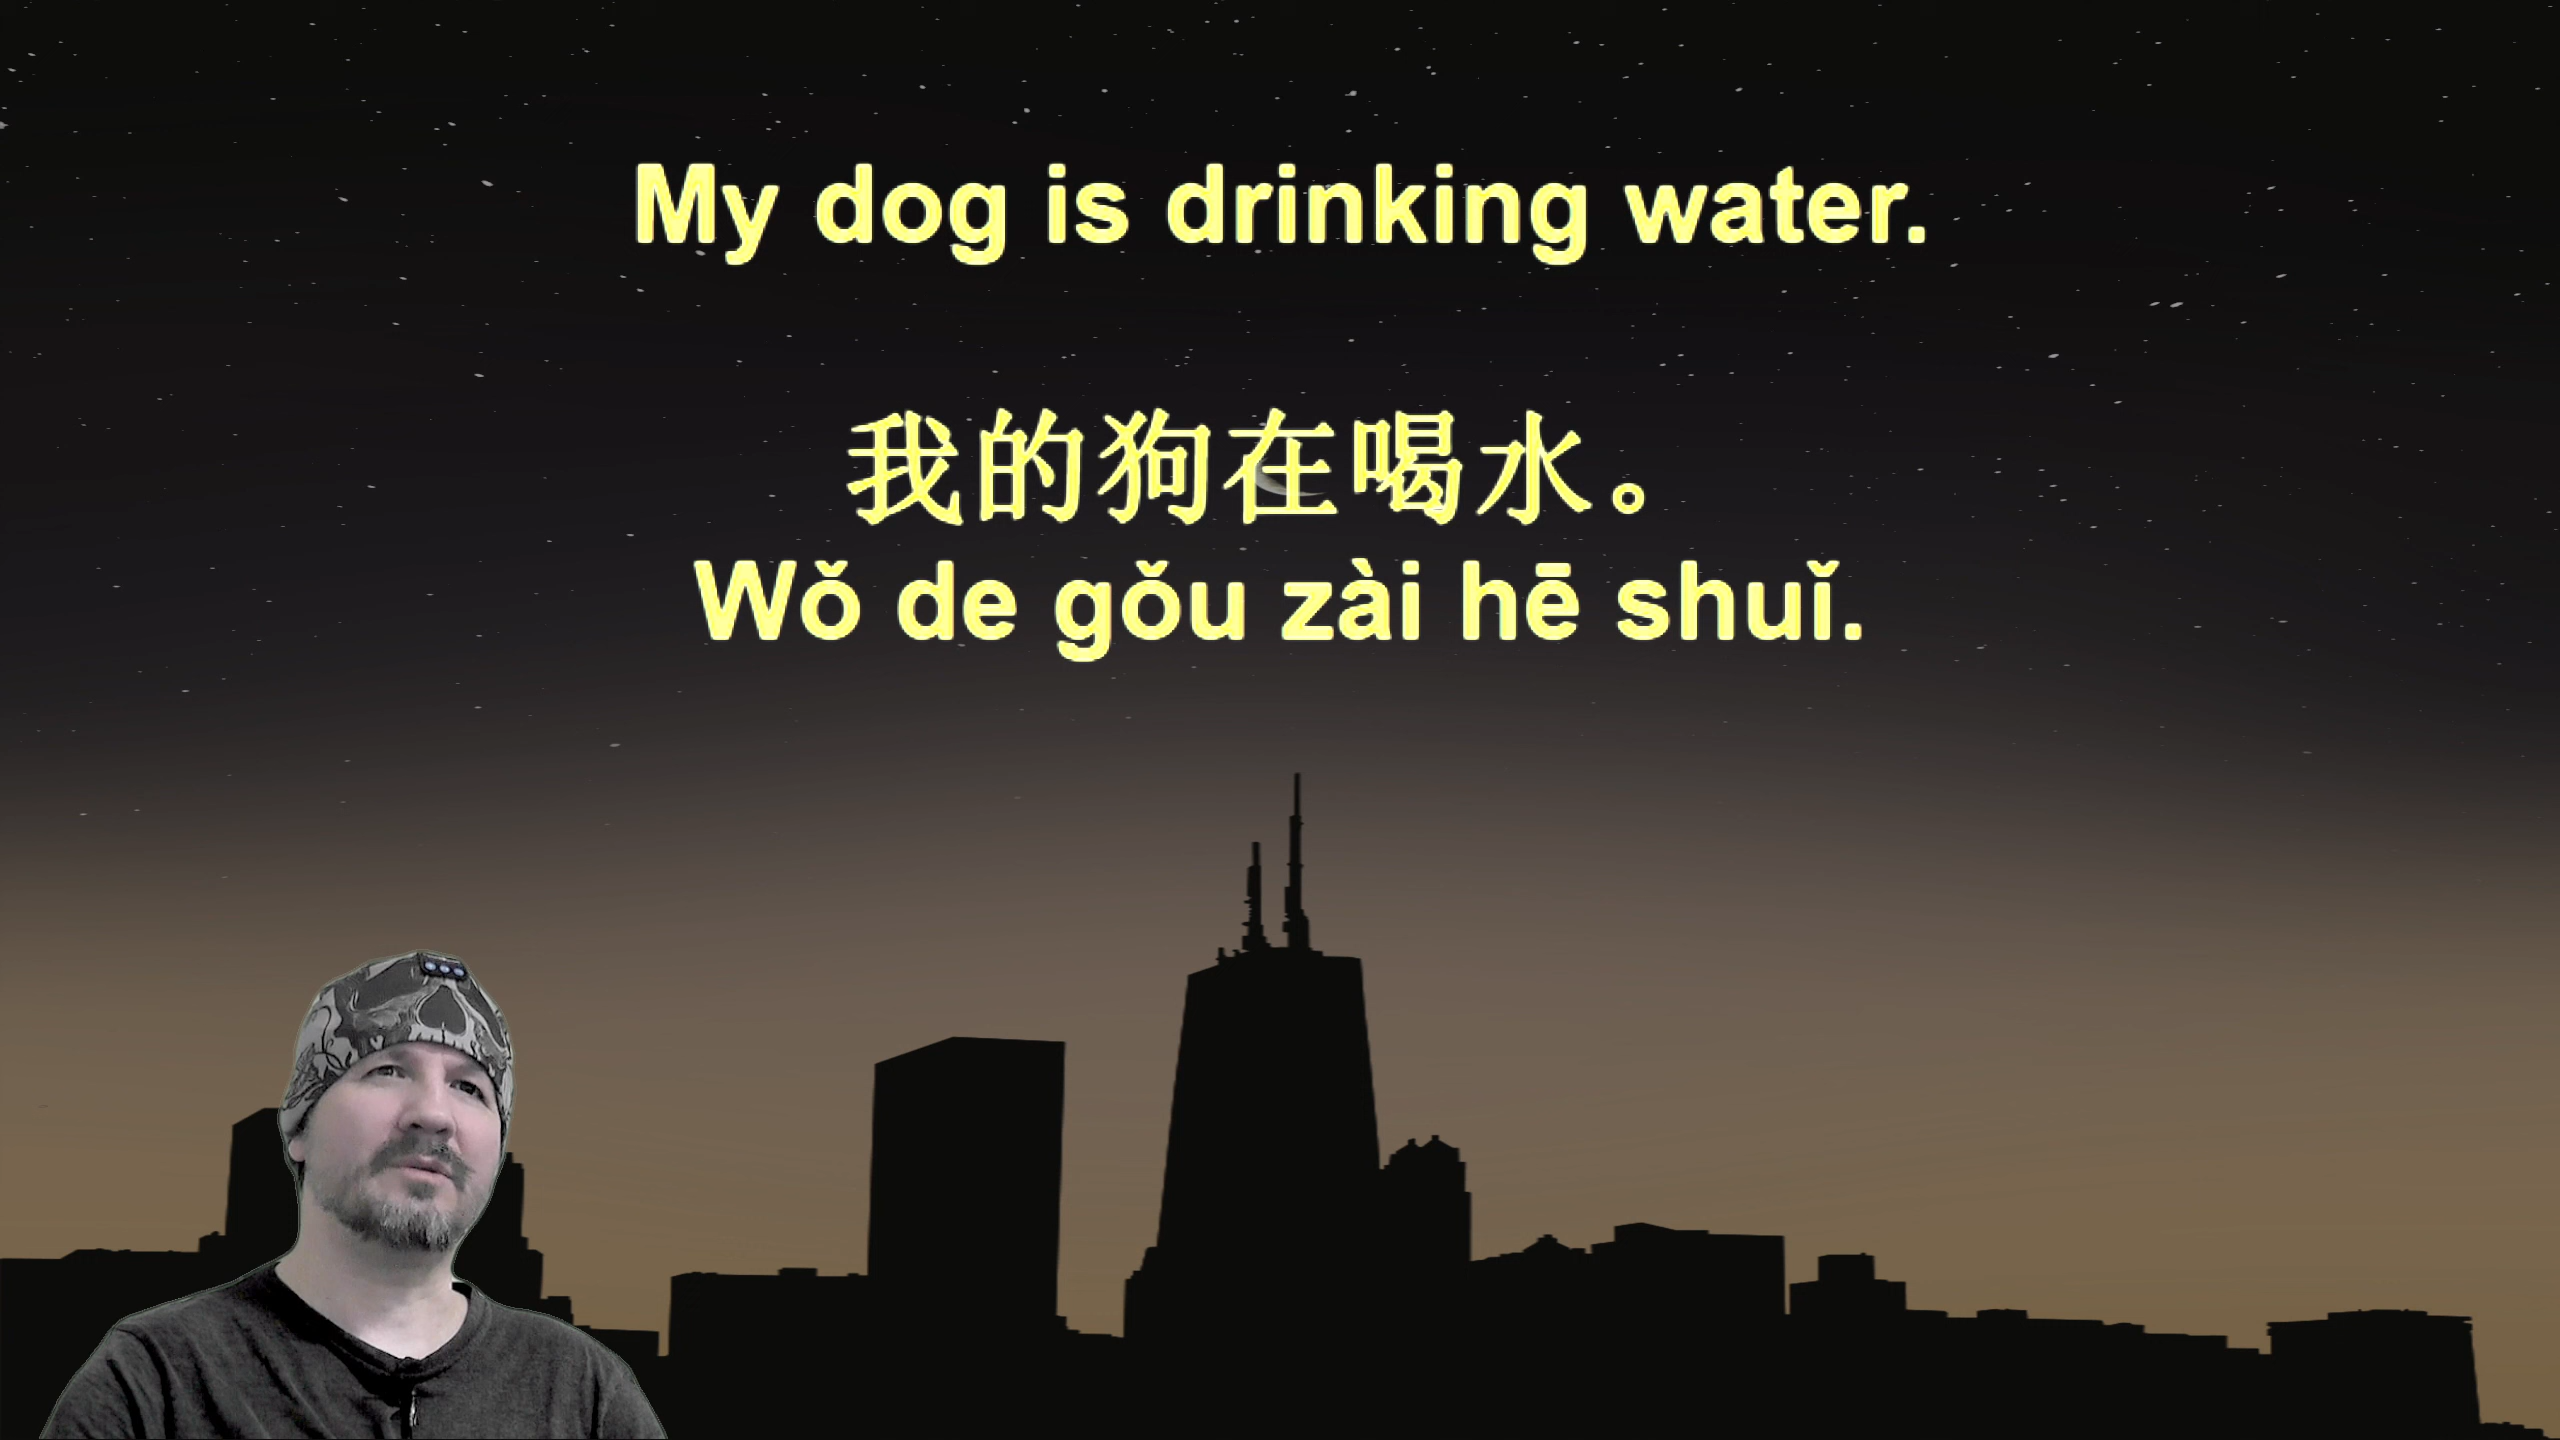 My dog is drinking water.
我的狗在喝水。
Wǒ de gǒu zài hē shuǐ.